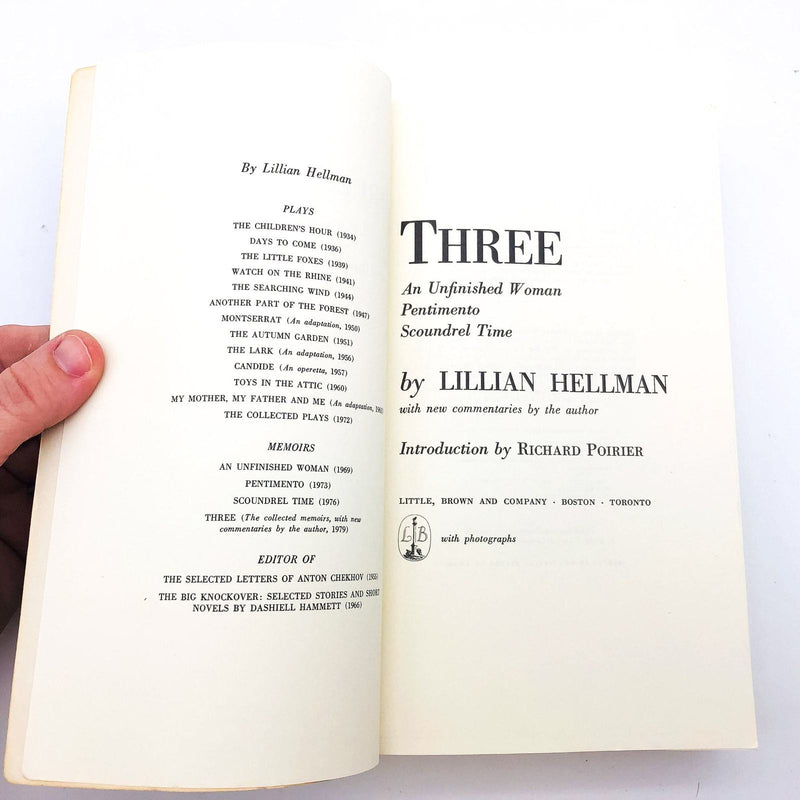 By Lillian Hellman
PLAYS
THE CHILDREN'S HOUR (1934)
DAYS TO COME (1936)
THE LITTLE FOXES (1939)
WATCH ON THE RHINE (1941)
THE SEARCHING WIND (1944)
ANOTHER PART OF THE FOREST (1947)
MONTSERRAT (An adaptation, 1950)
THE AUTUMN GARDEN (1951)
THE LARK (An adaptation, 1956)
CANDIDE (An operetta, 1957)
TOYS IN THE ATTIC (1960)
MY MOTHER, MY FATHER AND ME (An adaptation,
THE COLLECTED PLAYS (1972)
MEMOIRS
AN UNFINISHED WOMAN (1969)
PENTIMENTO (1973)
SCOUNDREL TIME (1976)
THREE (The collected memoirs, with new
commentaries by the author, 1979)
EDITOR OF
THE SELECTED LETTERS OF ANTON CHEKHOV (1955)
THE BIG KNOCKOVER: SELECTED STORIES AND SHORT
NOVELS BY DASHIELL HAMMETT (1966)
THREE
An Unfinished Woman
Pentimento
Scoundrel Time
by LILLIAN HELLMAN
with new commentaries by the author
Introduction by RICHARD POIRIER
LITTLE, BROWN AND COMPANY · BOSTON · TORONTO
LB
with photographs